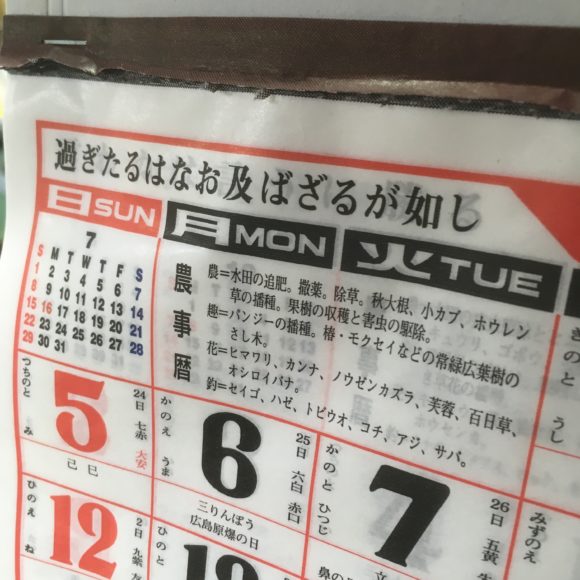 過ぎたるはなお及ばざるが如し
日SUN
月MON
火TUE
7
S M T W T F S
1 2 3 4 5 6 7
8 9 10 11 12 13 14
15 16 17 18 19 20 21
22 23 24 25 26 27 28
29 30 31
農事暦
農=水田の追肥。撒薬。除草。秋大根、小カブ、ホウレン
草の播種。果樹の収穫と害虫の駆除。
趣=パンジーの播種。椿・モクセイなどの常緑広葉樹の
さし木。
花=ヒマワリ、カンナ、ノウゼンカズラ、芙蓉、百日草、
オシロイバナ。
釣=セイゴ、ハゼ、トビウオ、コチ、アジ、サバ。
きのと うし
つちのと み
5
24日 七赤 大安
己巳
かのえ うま
6
25日 六白 赤口
三りんぼう
広島原爆の日
かのと ひつじ
7
26日 五黄
みずのえ
ひのえ ね
12
2日 九紫 友
13
鼻の